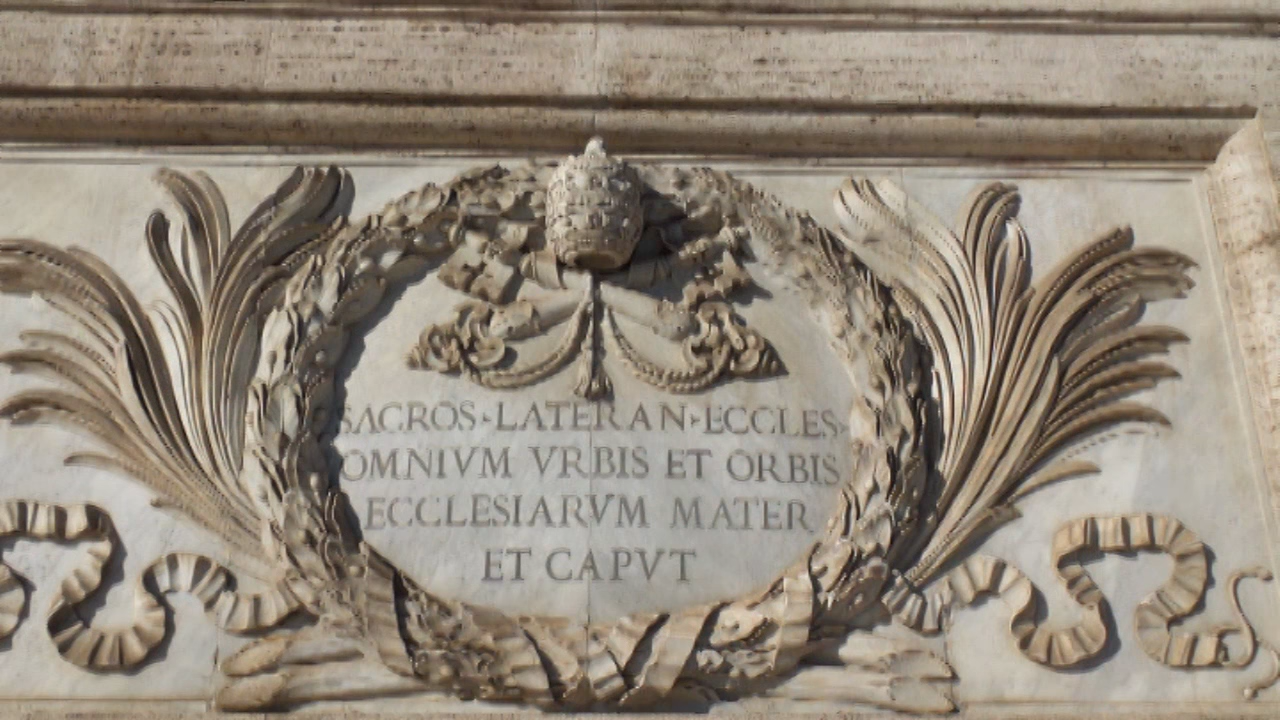 SACROS·LATERAN·ECCLES·
OMNIVM VRBIS ET ORBIS
ECCLESIARVM MATER
ET CAPVT